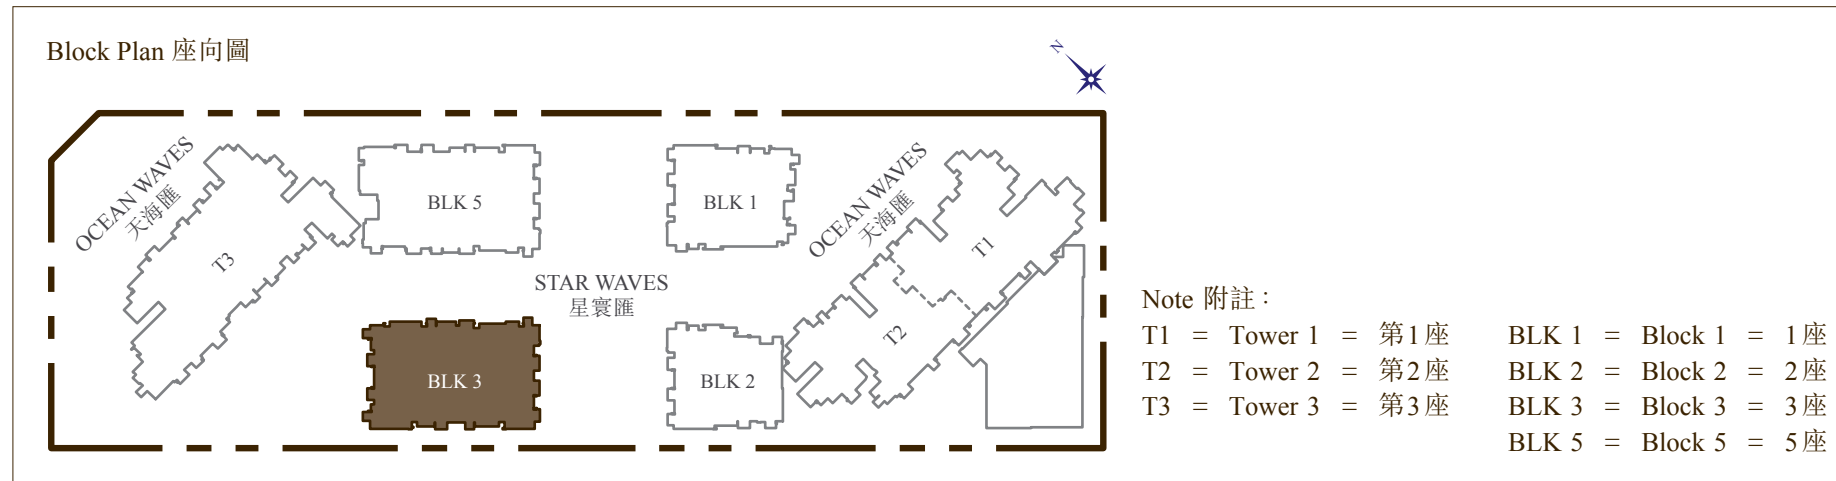 Block Plan 座向圖
N
OCEAN WAVES
天海匯
T3
BLK 5
BLK 1
OCEAN WAVES
天海匯
T1
STAR WAVES
星寰匯
T2
BLK 3
BLK 2
Note 附註：
T1 = Tower 1 = 第1座 BLK 1 = Block 1 = 1座
T2 = Tower 2 = 第2座 BLK 2 = Block 2 = 2座
T3 = Tower 3 = 第3座 BLK 3 = Block 3 = 3座
BLK 5 = Block 5 = 5座